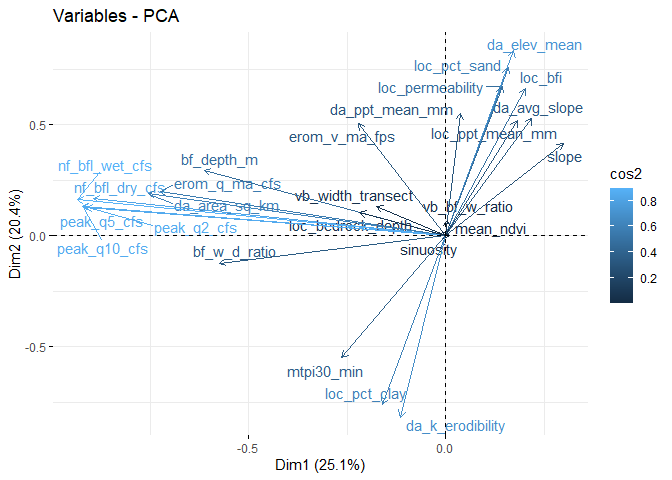 Variables - PCA
da_elev_mean
loc_pct_sand
loc_bfi
loc_permeability
da_ppt_mean_mm
da_avg_slope
erom_v_ma_fps
loc_ppt_mean_mm
slope
bf_depth_m
nf_bfl_wet_cfs
nf_bfl_dry_cfs
erom_q_ma_cfs
vb_width_transect
da_area_sq_km
vb_bf_w_ratio
peak_q5_cfs
peak_q2_cfs
loc_bedrock_depth
mean_ndvi
peak_q10_cfs
bf_w_d_ratio
sinuosity
mtpi30_min
loc_pct_clay
da_k_erodibility
0.5
0.0
-0.5
Dim2 (20.4%)
-0.5
0.0
Dim1 (25.1%)
cos2
0.8
0.6
0.4
0.2